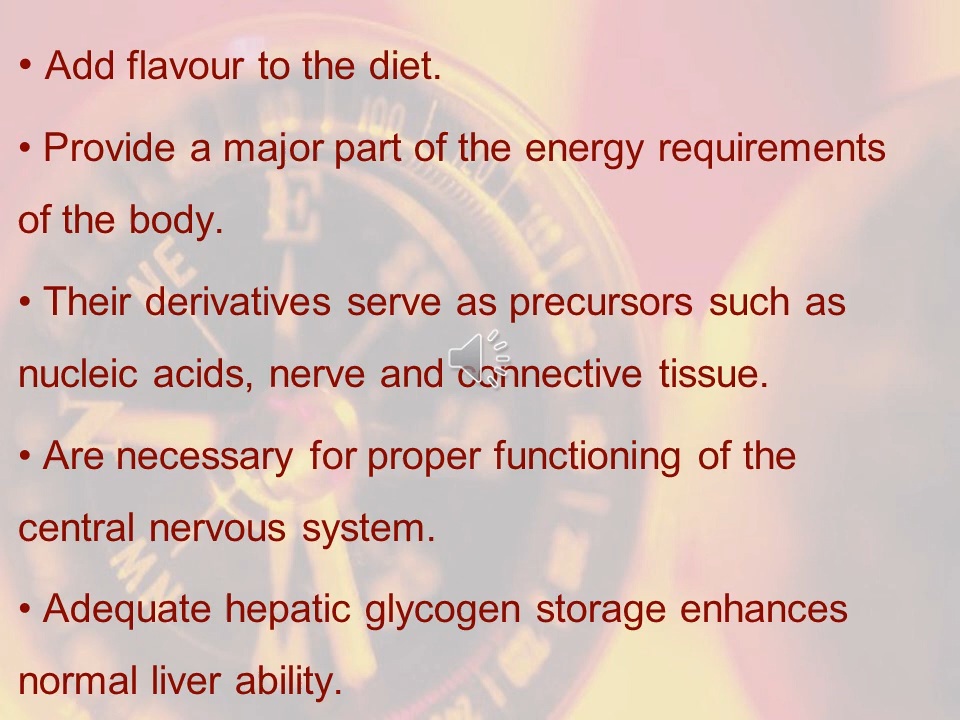 • Add flavour to the diet.
• Provide a major part of the energy requirements
of the body.
• Their derivatives serve as precursors such as
nucleic acids, nerve and connective tissue.
• Are necessary for proper functioning of the
central nervous system.
• Adequate hepatic glycogen storage enhances
normal liver ability.
E
NE
100